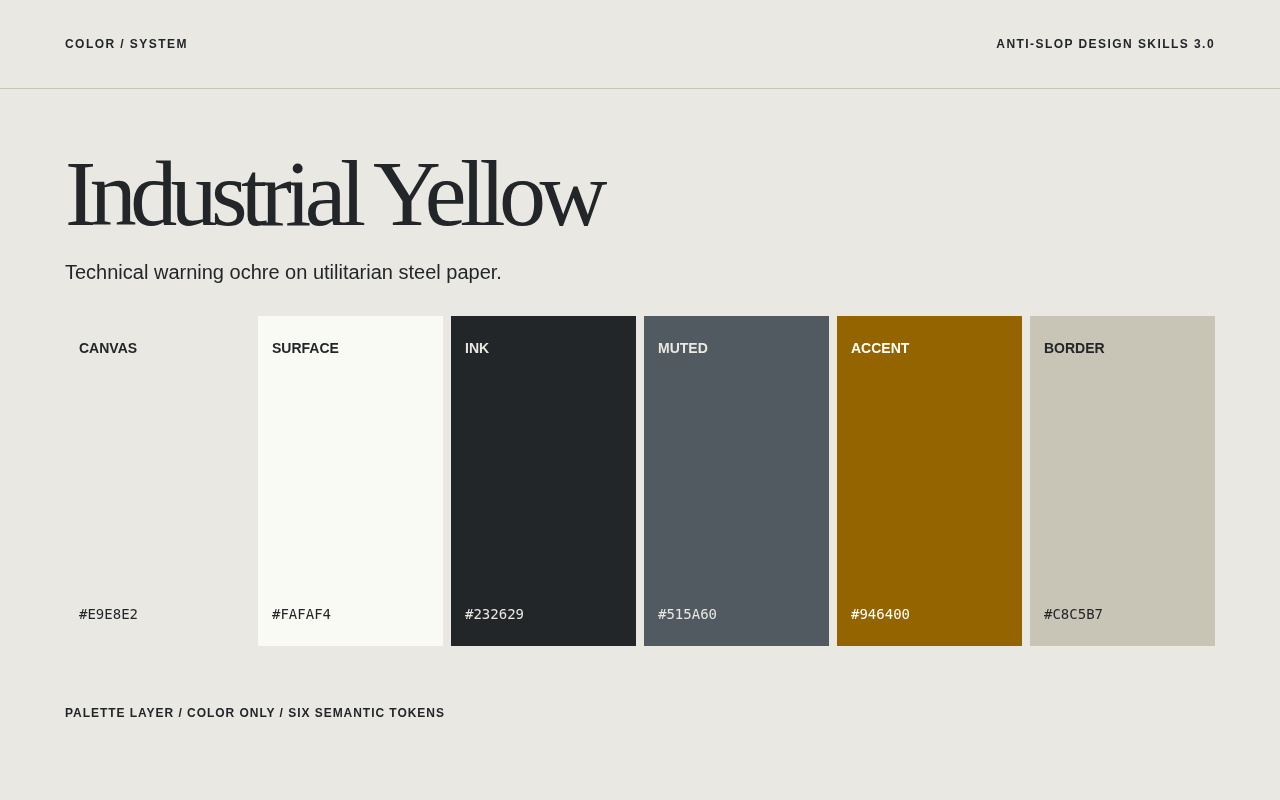 COLOR / SYSTEM
ANTI-SLOP DESIGN SKILLS 3.0
Industrial Yellow
Technical warning ochre on utilitarian steel paper.
CANVAS
#E9E8E2
SURFACE
#FAFAF4
INK
#232629
MUTED
#515A60
ACCENT
#946400
BORDER
#C8C5B7
PALETTE LAYER / COLOR ONLY / SIX SEMANTIC TOKENS